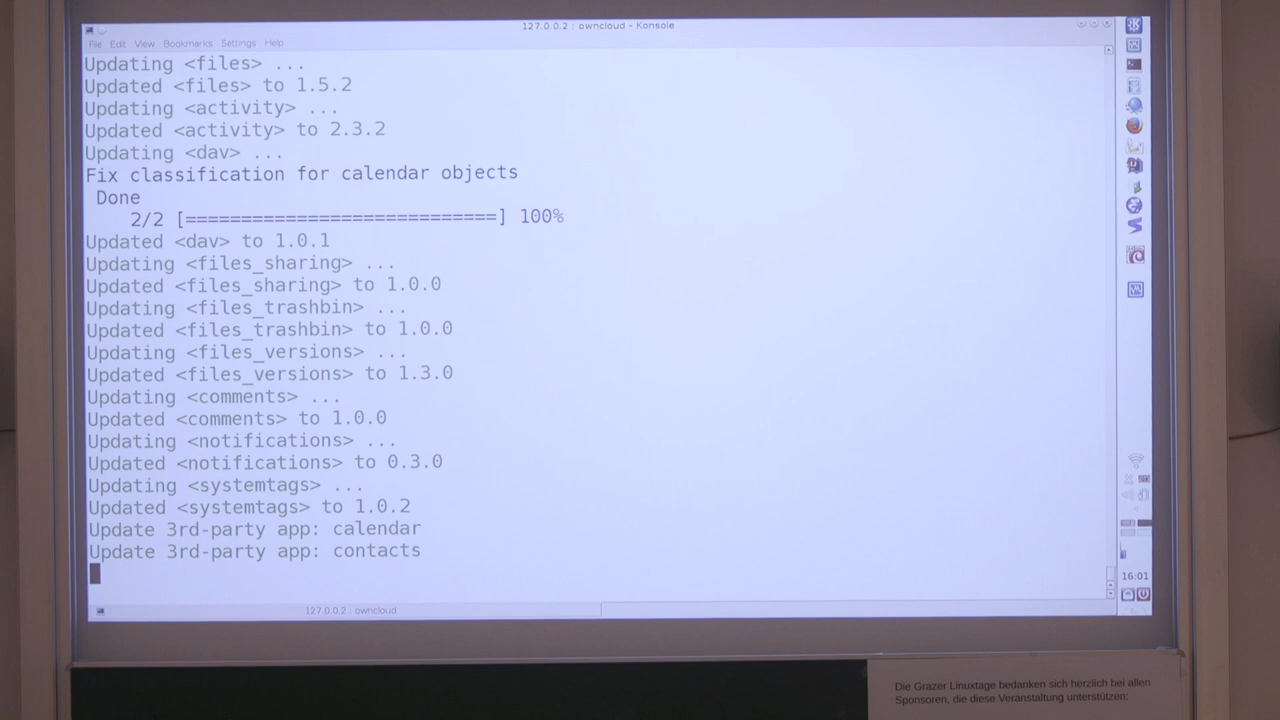 127.0.0.2 : owncloud - Konsole
File Edit View Bookmarks Settings Help
Updating <files> ...
Updated <files> to 1.5.2
Updating <activity> ...
Updated <activity> to 2.3.2
Updating <dav> ...
Fix classification for calendar objects
Done
2/2 [============================] 100%
Updated <dav> to 1.0.1
Updating <files_sharing> ...
Updated <files_sharing> to 1.0.0
Updating <files_trashbin> ...
Updated <files_trashbin> to 1.0.0
Updating <files_versions> ...
Updated <files_versions> to 1.3.0
Updating <comments> ...
Updated <comments> to 1.0.0
Updating <notifications> ...
Updated <notifications> to 0.3.0
Updating <systemtags> ...
Updated <systemtags> to 1.0.2
Update 3rd-party app: calendar
Update 3rd-party app: contacts
16:01
127.0.0.2 : owncloud
Die Grazer Linuxtage bedanken sich herzlich bei allen
Sponsoren, die diese Veranstaltung unterstützen: